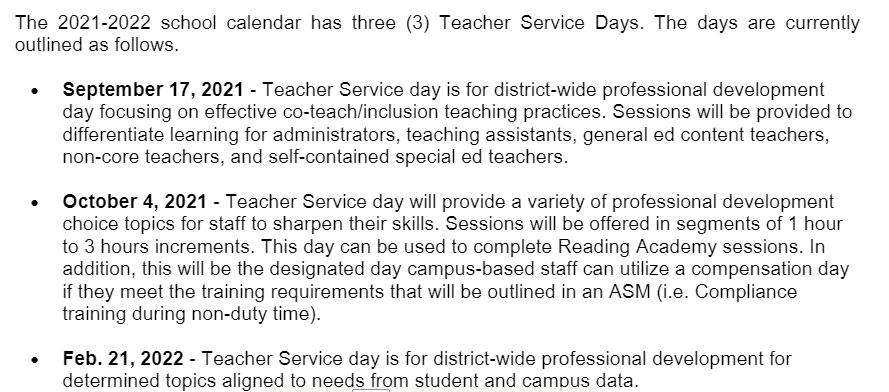 The 2021-2022 school calendar has three (3) Teacher Service Days. The days are currently
outlined as follows.
• September 17, 2021 - Teacher Service day is for district-wide professional development
day focusing on effective co-teach/inclusion teaching practices. Sessions will be provided to
differentiate learning for administrators, teaching assistants, general ed content teachers,
non-core teachers, and self-contained special ed teachers.
• October 4, 2021 - Teacher Service day will provide a variety of professional development
choice topics for staff to sharpen their skills. Sessions will be offered in segments of 1 hour
to 3 hours increments. This day can be used to complete Reading Academy sessions. In
addition, this will be the designated day campus-based staff can utilize a compensation day
if they meet the training requirements that will be outlined in an ASM (i.e. Compliance
training during non-duty time).
• Feb. 21, 2022 - Teacher Service day is for district-wide professional development for
determined topics aligned to needs from student and campus data.